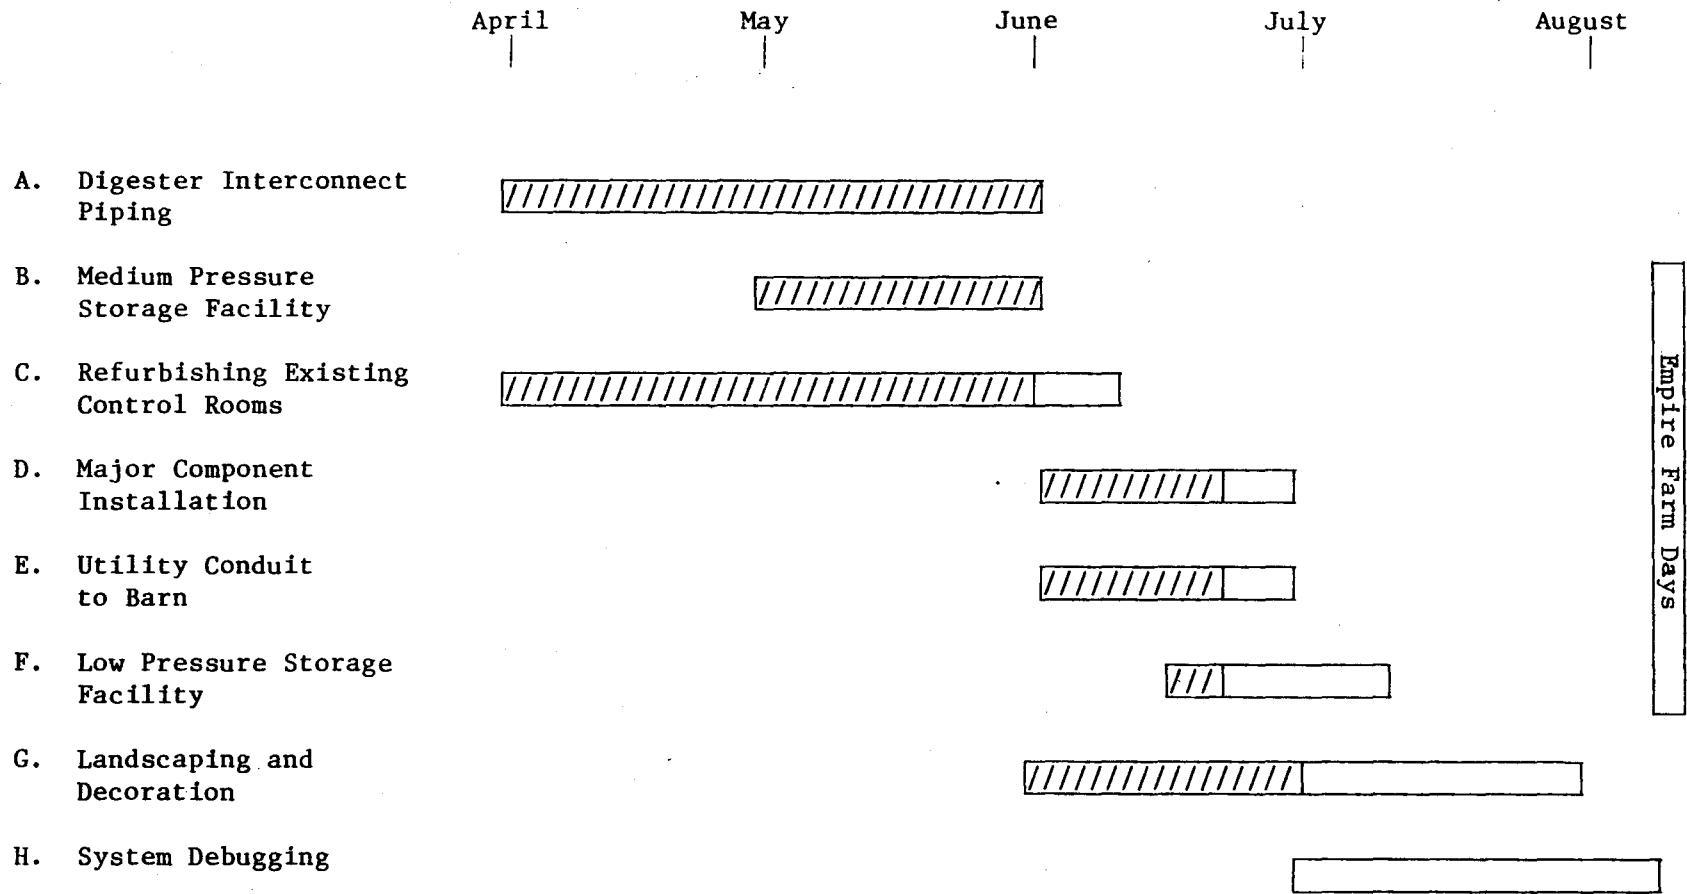 April May June July August
A. Digester Interconnect
Piping
B. Medium Pressure
Storage Facility
C. Refurbishing Existing
Control Rooms
D. Major Component
Installation
E. Utility Conduit
to Barn
F. Low Pressure Storage
Facility
G. Landscaping and
Decoration
H. System Debugging
Empire Farm Days